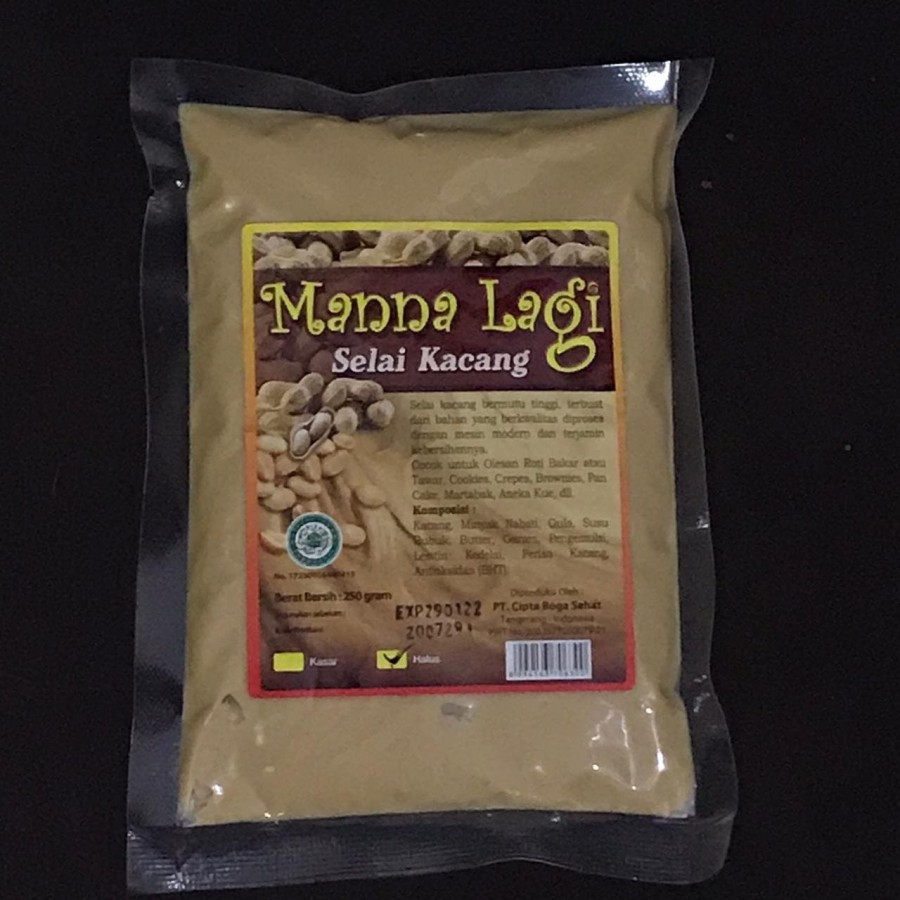 Manna Lagi
Selai Kacang
Selai kacang bermutu tinggi, terbuat
dari bahan yang berkwalitas diproses
dengan mesin modern dan terjamin
kebersihannya.
Cocok untuk Olesan Roti Bakar atau
Tawar, Cookies, Crepes, Brownies, Pan
Cake, Martabak, Aneka Kue, dll.
Komposisi :
Kacang, Minyak Nabati, Gula, Susu
Bubuk, Butter, Garam, Pengemulsi,
Lesitin Kedelai, Perisa Kacang,
Antioksidan (BHT)
Berat Bersih : 250 gram
EXP290122
200729
Kasar
Halus
Diproduksi Oleh :
PT. Cipta Boga Sehat
Tangerang - Indonesia